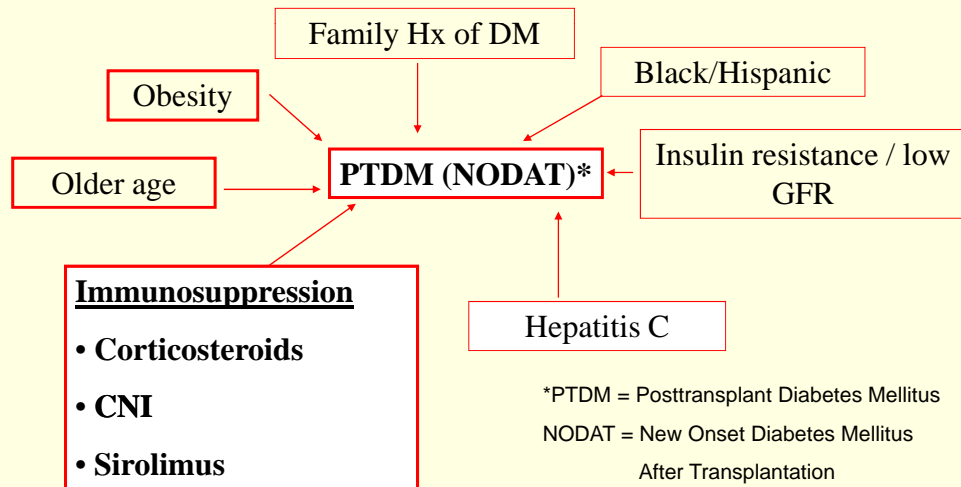 Family Hx of DM
Black/Hispanic
Obesity
Insulin resistance / low
GFR
PTDM (NODAT)*
Older age
Immunosuppression
• Corticosteroids
• CNI
• Sirolimus
Hepatitis C
*PTDM = Posttransplant Diabetes Mellitus
NODAT = New Onset Diabetes Mellitus
After Transplantation